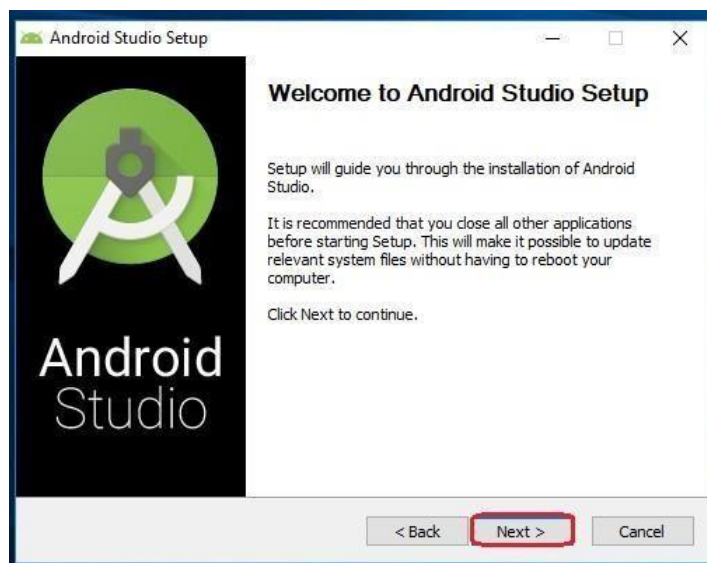 Android Studio Setup
Welcome to Android Studio Setup
Setup will guide you through the installation of Android
Studio.
It is recommended that you close all other applications
before starting Setup. This will make it possible to update
relevant system files without having to reboot your
computer.
Click Next to continue.
Android
Studio
< Back
Next >
Cancel